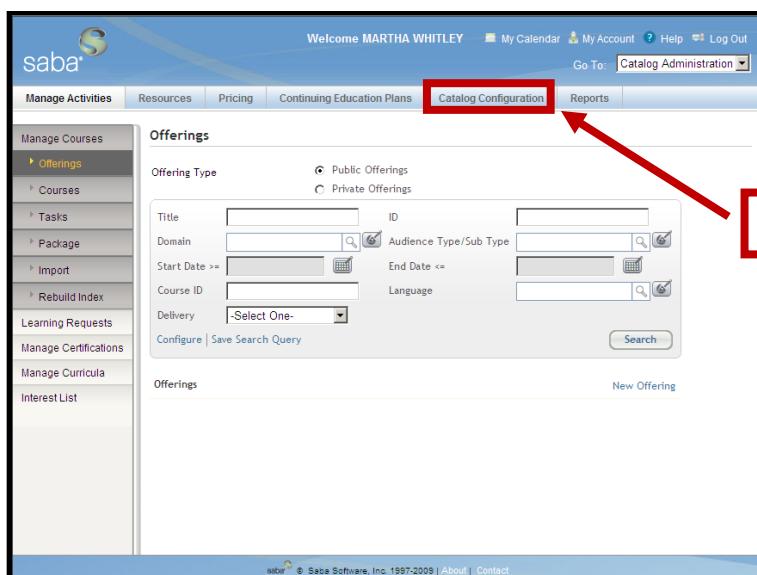 saba
Welcome MARTHA WHITLEY My Calendar My Account ? Help Log Out
Go To: Catalog Administration
Manage Activities Resources Pricing Continuing Education Plans Catalog Configuration Reports
Manage Courses
Offerings
Courses
Tasks
Package
Import
Rebuild Index
Learning Requests
Manage Certifications
Manage Curricula
Interest List
Offerings
Offering Type Public Offerings
Private Offerings
Title ID
Domain Audience Type/Sub Type
Start Date >= End Date <=
Course ID Language
Delivery -Select One-
Configure | Save Search Query Search
Offerings New Offering
saba © Saba Software, Inc. 1997-2009 | About | Contact